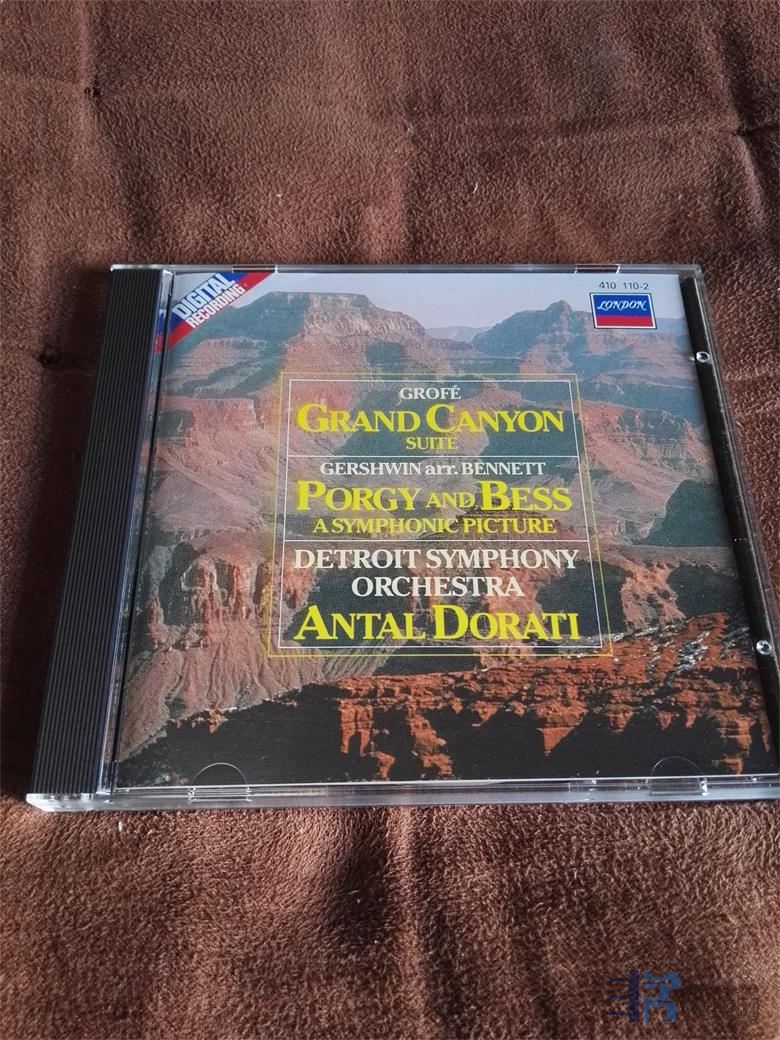 DIGITAL
RECORDING
410 110-2
LONDON
GROFÉ
GRAND CANYON
SUITE
GERSHWIN arr. BENNETT
PORGY AND BESS
A SYMPHONIC PICTURE
DETROIT SYMPHONY
ORCHESTRA
ANTAL DORATI